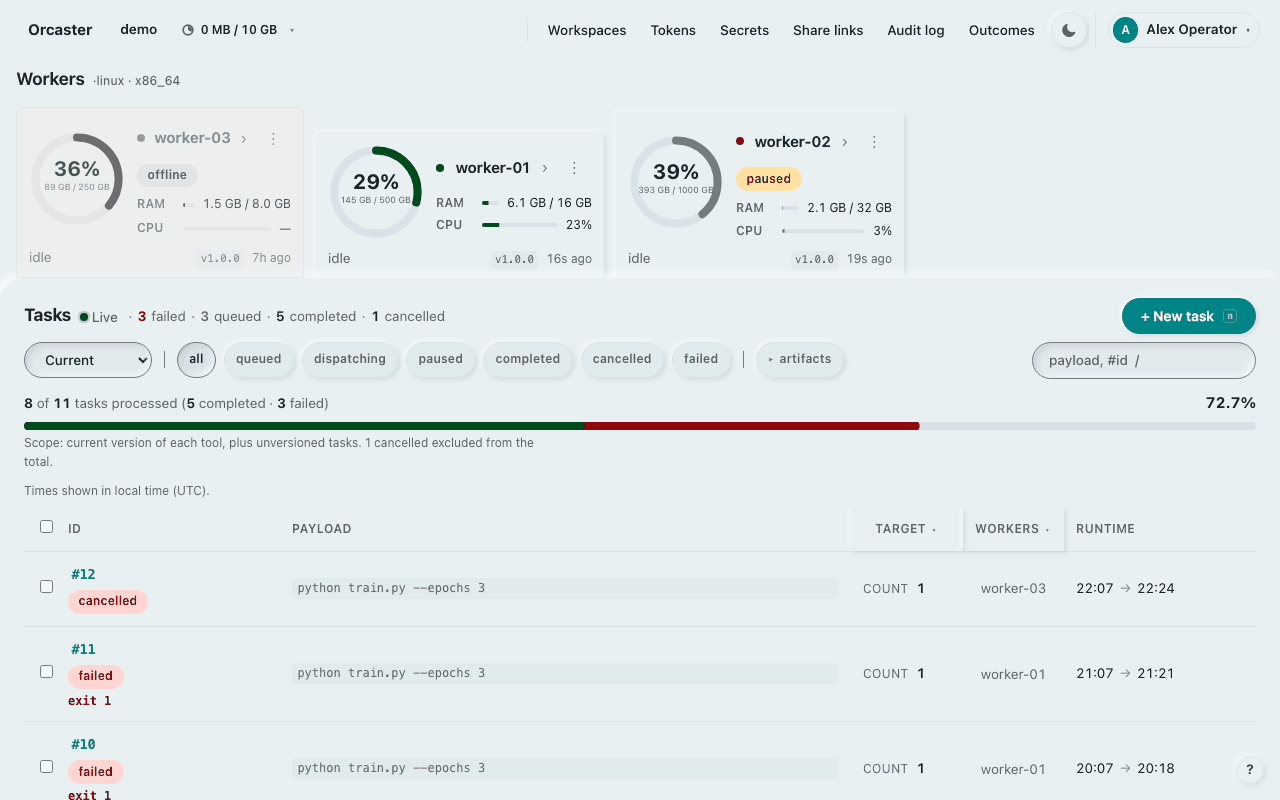 Orcaster demo 0 MB / 10 GB Workspaces Tokens Secrets Share links Audit log Outcomes A Alex Operator
Workers ·linux · x86_64
worker-03 ›
36%
89 GB / 250 GB
offline
RAM 1.5 GB / 8.0 GB
CPU —
idle v1.0.0 7h ago
worker-01 ›
29%
145 GB / 500 GB
RAM 6.1 GB / 16 GB
CPU 23%
idle v1.0.0 16s ago
worker-02 ›
39%
393 GB / 1000 GB
paused
RAM 2.1 GB / 32 GB
CPU 3%
idle v1.0.0 19s ago
Tasks Live · 3 failed · 3 queued · 5 completed · 1 cancelled + New task n
Current all queued dispatching paused completed cancelled failed artifacts payload, #id /
8 of 11 tasks processed (5 completed · 3 failed) 72.7%
Scope: current version of each tool, plus unversioned tasks. 1 cancelled excluded from the
total.
Times shown in local time (UTC).
ID PAYLOAD TARGET WORKERS RUNTIME
#12
cancelled
python train.py --epochs 3 COUNT 1 worker-03 22:07 → 22:24
#11
failed
exit 1
python train.py --epochs 3 COUNT 1 worker-01 21:07 → 21:21
#10
failed
exit 1
python train.py --epochs 3 COUNT 1 worker-01 20:07 → 20:18
?